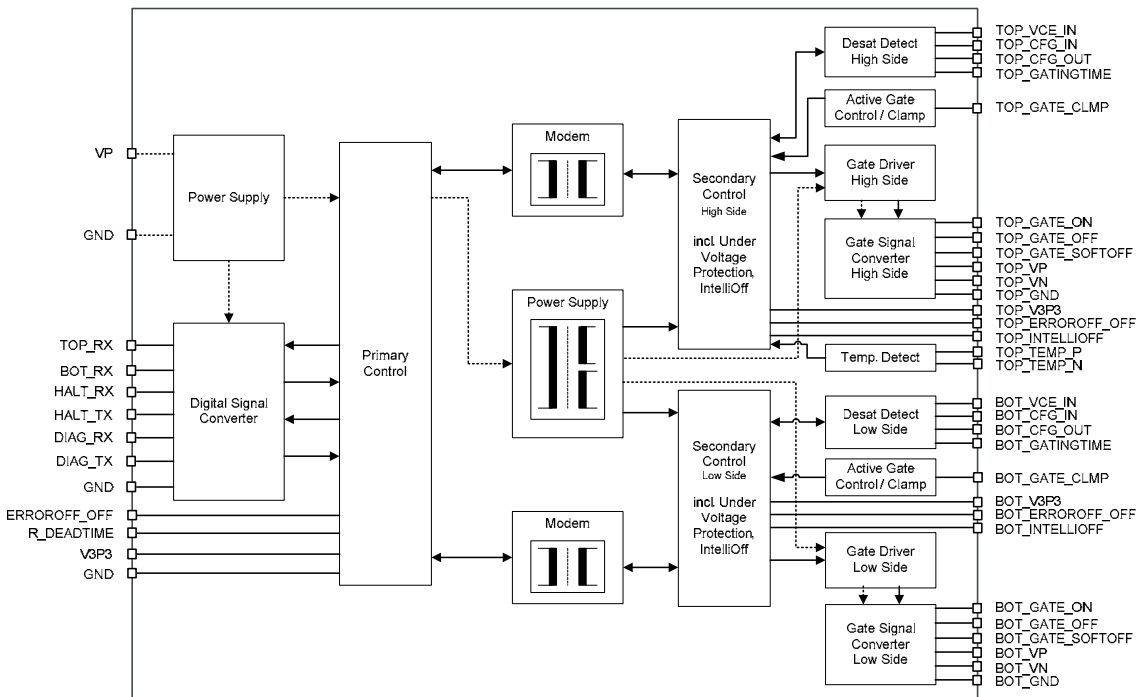 VP
GND
TOP_RX
BOT_RX
HALT_RX
HALT_TX
DIAG_RX
DIAG_TX
GND
ERROROFF_OFF
R_DEADTIME
V3P3
GND
Power Supply
Digital Signal
Converter
Primary
Control
Modem
Power Supply
Modem
Secondary
Control
High Side
incl. Under
Voltage
Protection,
IntelliOff
Secondary
Control
Low Side
incl. Under
Voltage
Protection,
IntelliOff
Desat Detect
High Side
Active Gate
Control / Clamp
Gate Driver
High Side
Gate Signal
Converter
High Side
Temp. Detect
Desat Detect
Low Side
Active Gate
Control / Clamp
Gate Driver
Low Side
Gate Signal
Converter
Low Side
TOP_VCE_IN
TOP_CFG_IN
TOP_CFG_OUT
TOP_GATINGTIME
TOP_GATE_CLMP
TOP_GATE_ON
TOP_GATE_OFF
TOP_GATE_SOFTOFF
TOP_VP
TOP_VN
TOP_GND
TOP_V3P3
TOP_ERROROFF_OFF
TOP_INTELLIOFF
TOP_TEMP_P
TOP_TEMP_N
BOT_VCE_IN
BOT_CFG_IN
BOT_CFG_OUT
BOT_GATINGTIME
BOT_GATE_CLMP
BOT_V3P3
BOT_ERROROFF_OFF
BOT_INTELLIOFF
BOT_GATE_ON
BOT_GATE_OFF
BOT_GATE_SOFTOFF
BOT_VP
BOT_VN
BOT_GND